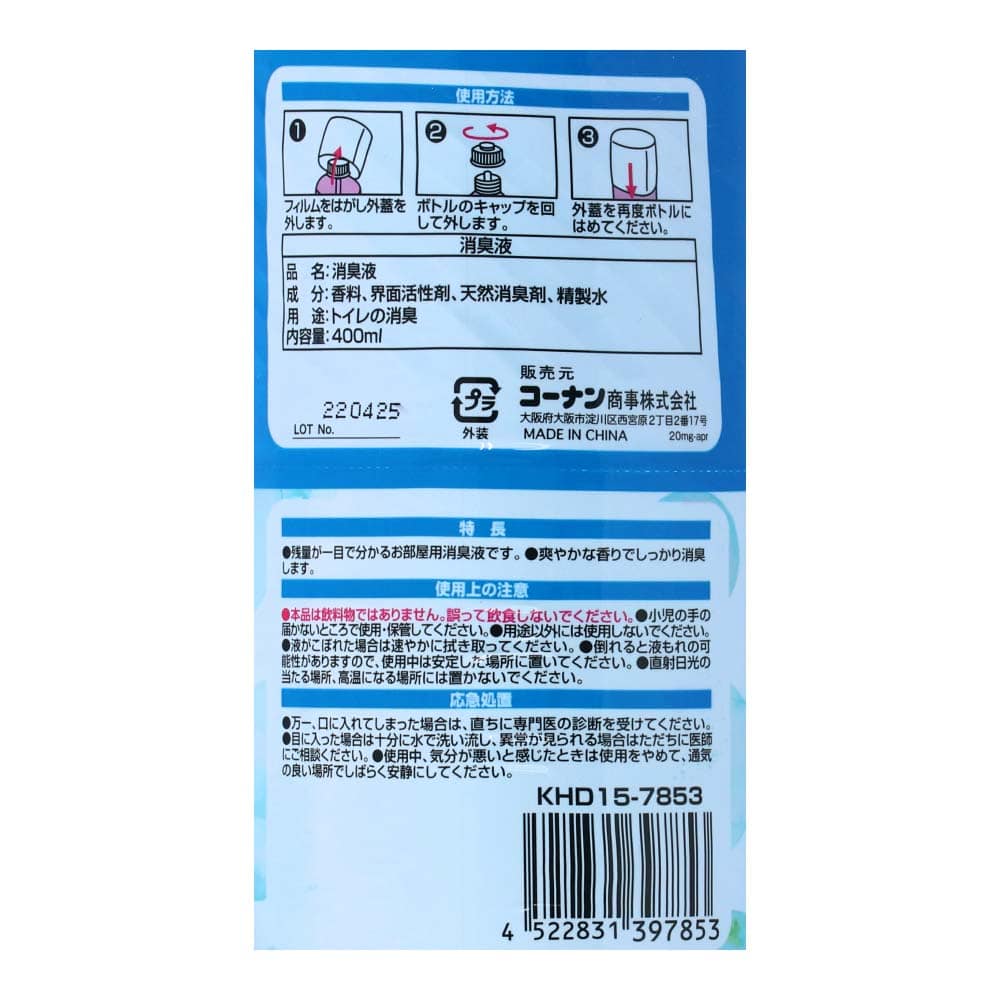 使用方法
1 2 3
フィルムをはがし外蓋を外します。
ボトルのキャップを回して外します。
外蓋を再度ボトルにはめてください。
消臭液
品 名:消臭液
成 分:香料、界面活性剤、天然消臭剤、精製水
用 途:トイレの消臭
内容量:400ml
220425
LOT No.
プラ
外装
販売元
コーナン商事株式会社
大阪府大阪市淀川区西宮原2丁目2番17号
MADE IN CHINA 20mg-apr
特 長
●残量が一目で分かるお部屋用消臭液です。●爽やかな香りでしっかり消臭
します。
使用上の注意
●本品は飲料物ではありません。誤って飲食しないでください。●小児の手の
届かないところで使用・保管してください。●用途以外には使用しないでください。
●液がこぼれた場合は速やかに拭き取ってください。●倒れると液もれの可
能性がありますので、使用中は安定した場所に置いてください。●直射日光の
当たる場所、高温になる場所には置かないでください。
応急処置
●万一、口に入れてしまった場合は、直ちに専門医の診断を受けてください。
●目に入った場合は十分に水で洗い流し、異常が見られる場合はただちに医師
にご相談ください。●使用中、気分が悪いと感じたときは使用をやめて、通気
の良い場所でしばらく安静にしてください。
KHD15-7853
4 522831 397853